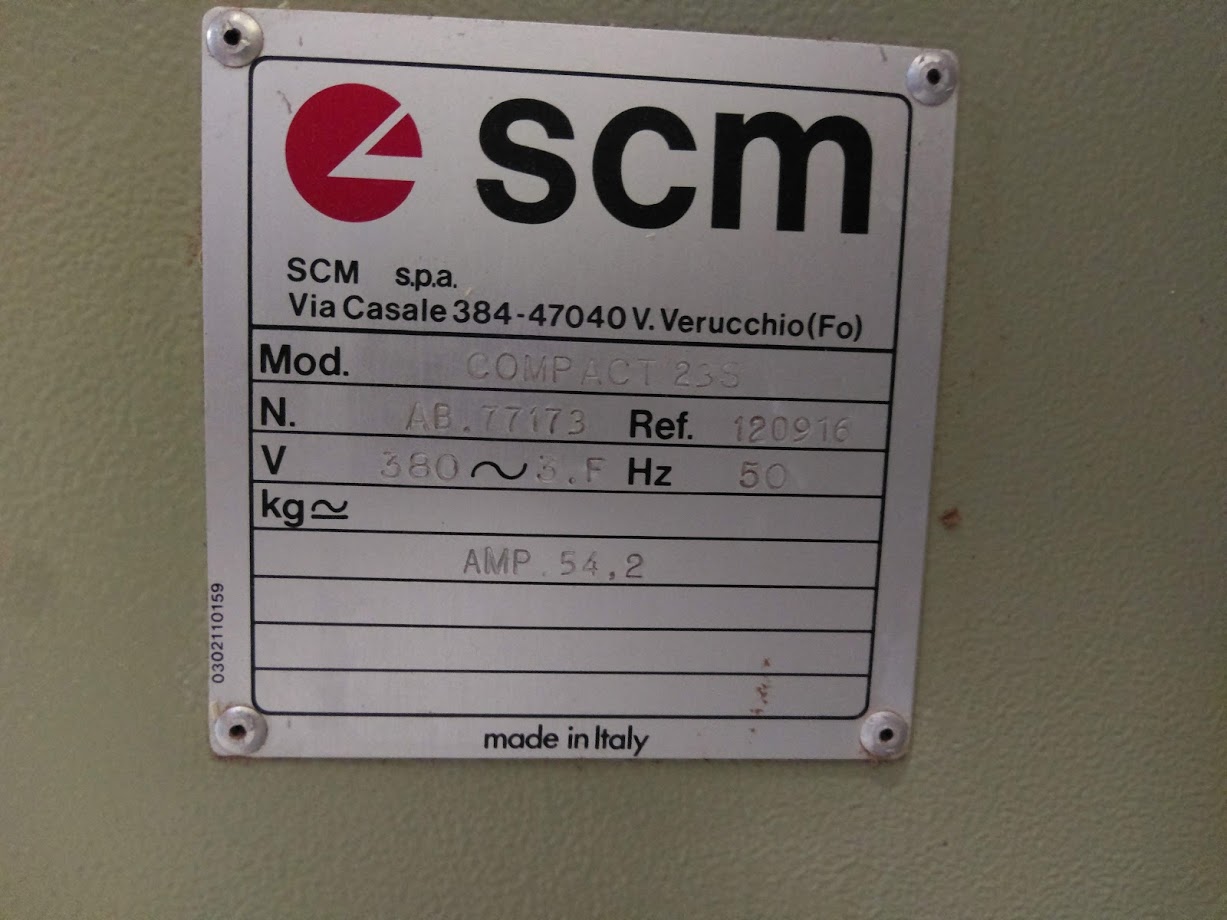 scm
SCM s.p.a.
Via Casale 384-47040 V. Verucchio (Fo)
Mod. COMPACT 23S
N. AB.77173 Ref. 120916
V 380 ~ 3.F Hz 50
kg≃
AMP. 54,2
0302110159
made in Italy